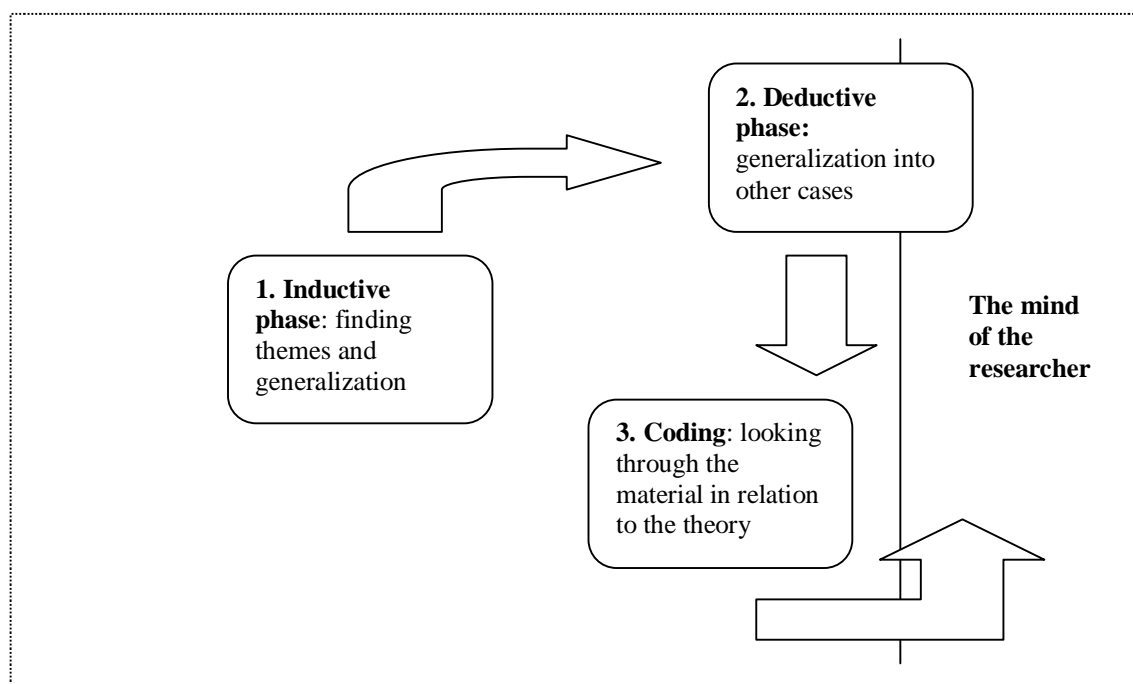 1. Inductive
phase: finding
themes and
generalization
2. Deductive
phase:
generalization into
other cases
3. Coding: looking
through the
material in relation
to the theory
The mind
of the
researcher